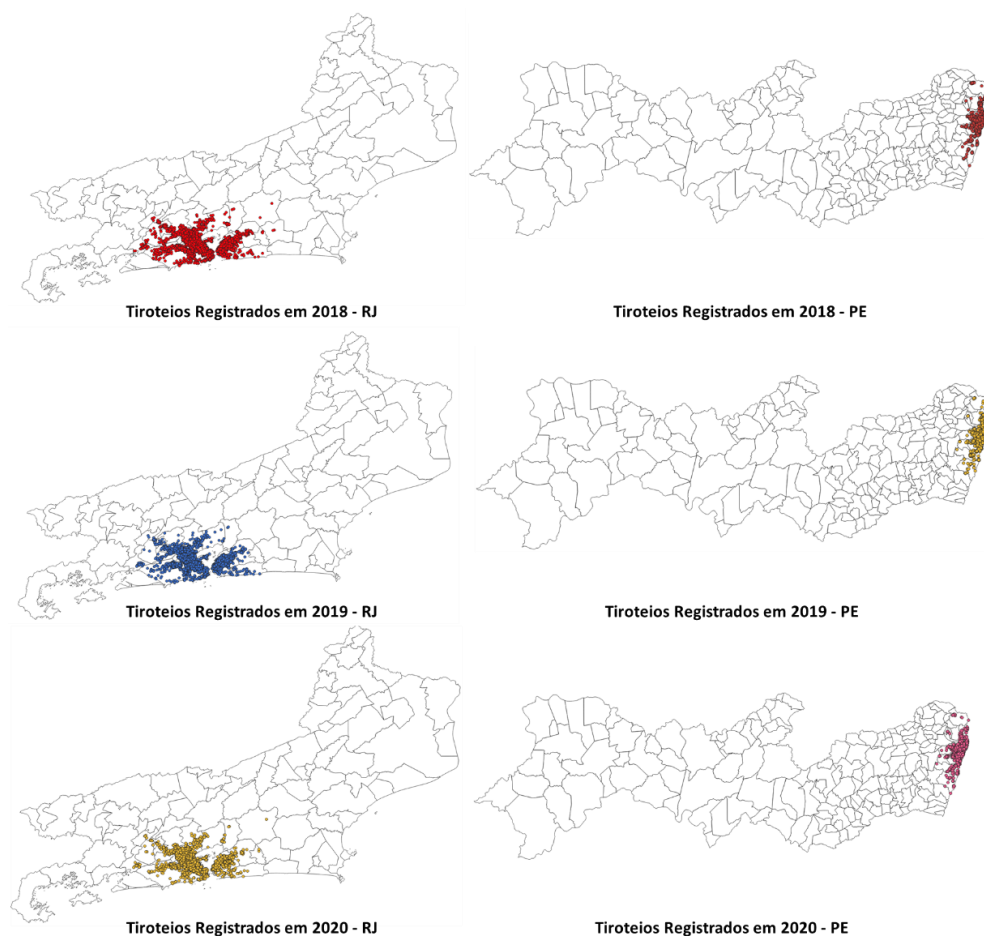 Tiroteios Registrados em 2018 - RJ
Tiroteios Registrados em 2018 - PE
Tiroteios Registrados em 2019 - RJ
Tiroteios Registrados em 2019 - PE
Tiroteios Registrados em 2020 - RJ
Tiroteios Registrados em 2020 - PE